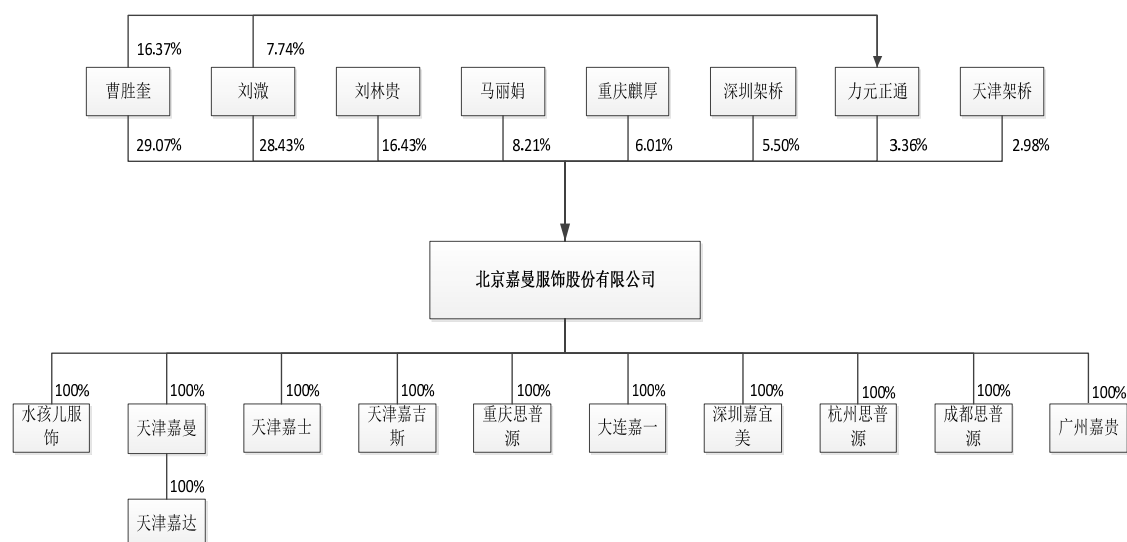 16.37% 7.74%
曹胜奎 刘溦 刘林贵 马丽娟 重庆麒厚 深圳架桥 力元正通 天津架桥
29.07% 28.43% 16.43% 8.21% 6.01% 5.50% 3.36% 2.98%
北京嘉曼服饰股份有限公司
100% 100% 100% 100% 100% 100% 100% 100% 100% 100%
水孩儿服饰 天津嘉曼 天津嘉士 天津嘉吉斯 重庆思普源 大连嘉一 深圳嘉宜美 杭州思普源 成都思普源 广州嘉贵
100%
天津嘉达